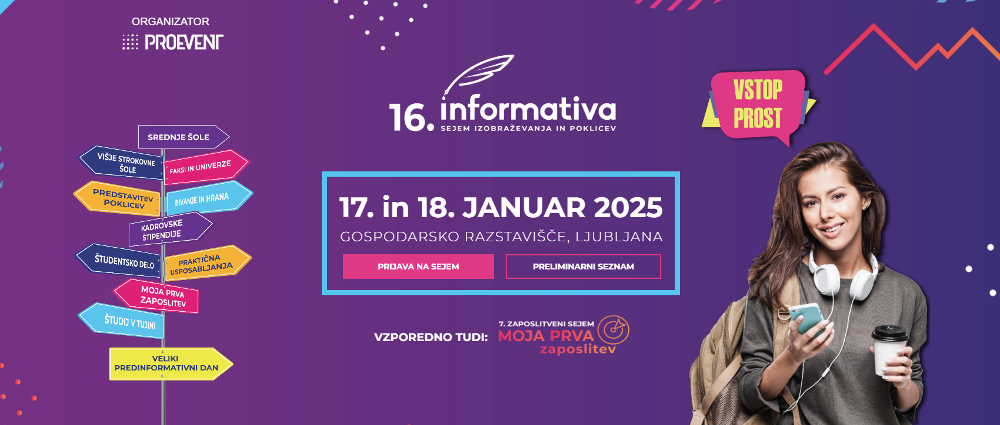 ORGANIZATOR
PROEVENT
16. informativa
SEJEM IZOBRAŽEVANJA IN POKLICEV
VSTOP
PROST
SREDNJE ŠOLE
VIŠJE STROKOVNE
ŠOLE
FAKSI IN UNIVERZE
PREDSTAVITEV
POKLICEV
BIVANJE IN HRANA
KADROVSKE
ŠTIPENDIJE
ŠTUDENTSKO DELO
PRAKTIČNA
USPOSABLJANJA
MOJA PRVA
ZAPOSLITEV
ŠTUDIJ V TUJINI
VELIKI
PREDINFORMATIVNI DAN
17. in 18. JANUAR 2025
GOSPODARSKO RAZSTAVIŠČE, LJUBLJANA
PRIJAVA NA SEJEM
PRELIMINARNI SEZNAM
VZPOREDNO TUDI:
7. ZAPOSLITVENI SEJEM
MOJA PRVA
zaposlitev